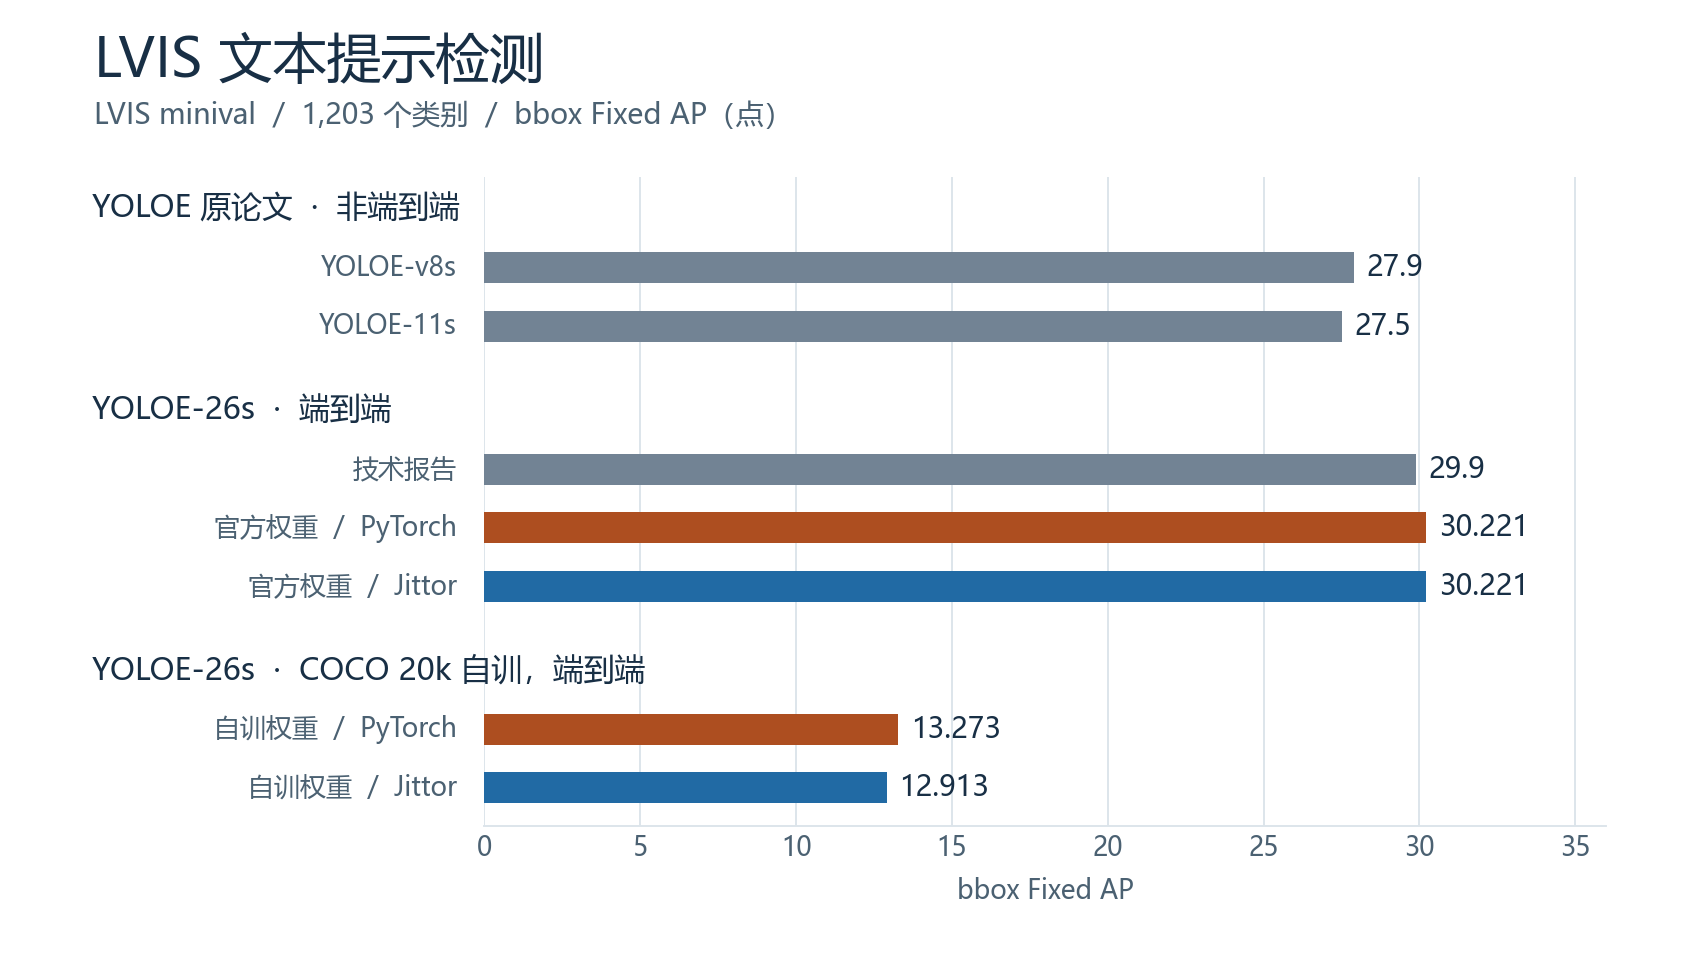 LVIS 文本提示检测
LVIS minival / 1,203 个类别 / bbox Fixed AP（点）
YOLOE 原论文 · 非端到端
YOLOE-v8s 27.9
YOLOE-11s 27.5
YOLOE-26s · 端到端
技术报告 29.9
官方权重 / PyTorch 30.221
官方权重 / Jittor 30.221
YOLOE-26s · COCO 20k 自训，端到端
自训权重 / PyTorch 13.273
自训权重 / Jittor 12.913
0 5 10 15 20 25 30 35
bbox Fixed AP